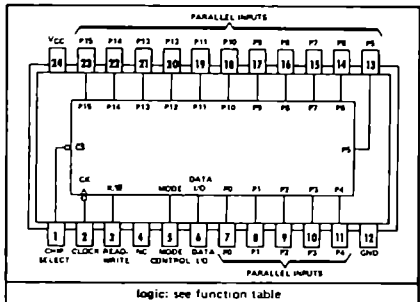 PARALLEL INPUTS
VCC P15 P14 P13 P12 P11 P10 P9 P8 P7 P6 P5
24 23 22 21 20 19 18 17 16 15 14 13
P15 P14 P13 P12 P11 P10 P9 P8 P7 P6
CS P5
CK R/W MODE DATA I/O P0 P1 P2 P3 P4
1 2 3 4 5 6 7 8 9 10 11 12
CHIP SELECT CLOCK READ/WRITE NC MODE CONTROL DATA I/O P0 P1 P2 P3 P4 GND
PARALLEL INPUTS
logic: see function table